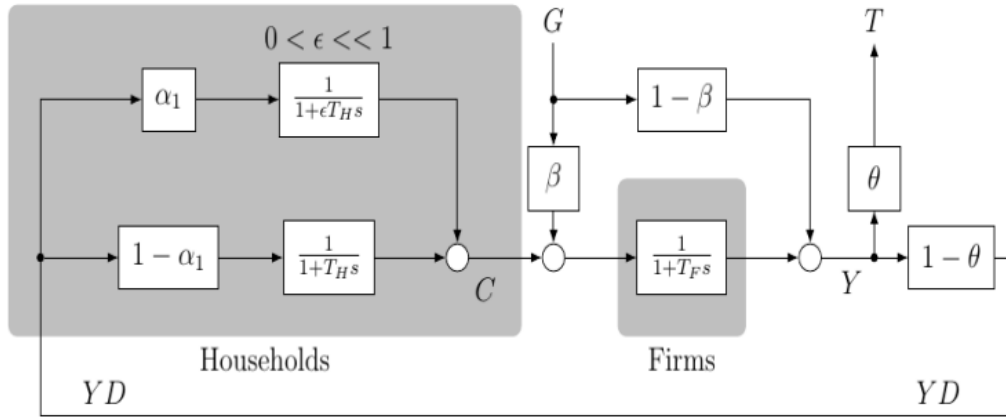 0 < ϵ << 1
G
T
α₁
1/(1+ϵT_H s)
1 − β
β
θ
1 − α₁
1/(1+T_H s)
C
1/(1+T_F s)
Y
1 − θ
Households
Firms
YD
YD